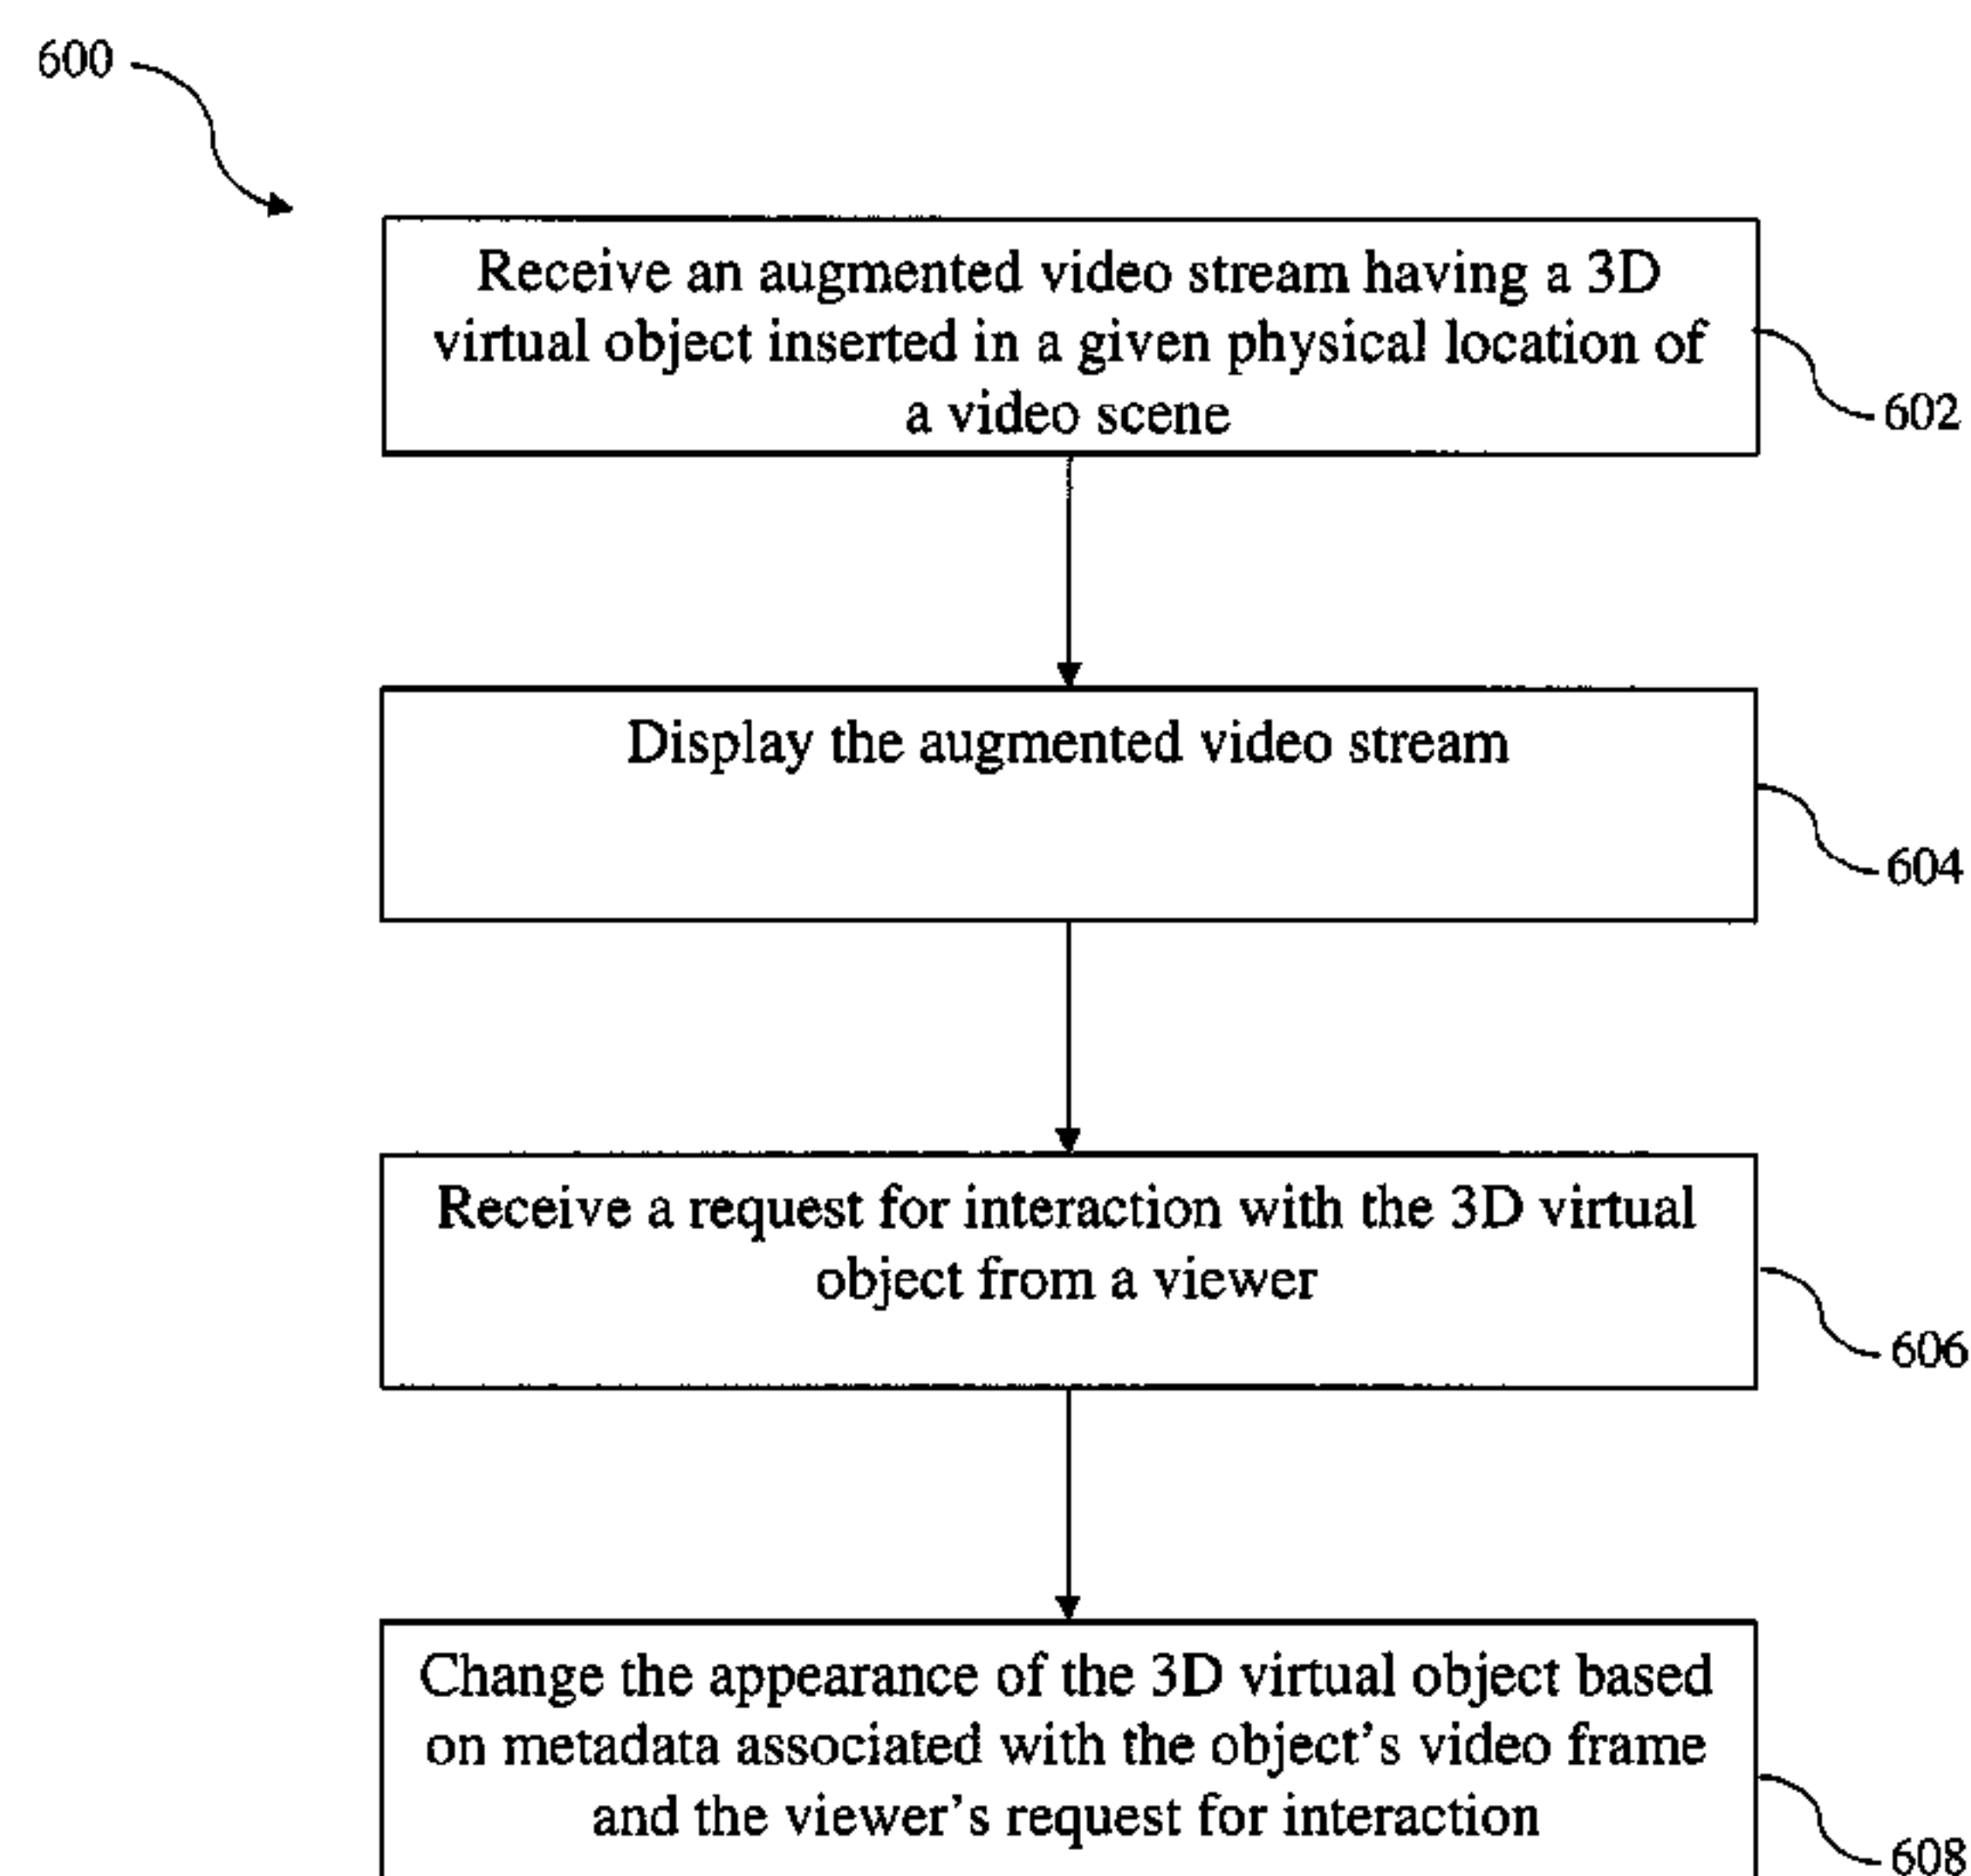 600
Receive an augmented video stream having a 3D
virtual object inserted in a given physical location of
a video scene
602
Display the augmented video stream
604
Receive a request for interaction with the 3D virtual
object from a viewer
606
Change the appearance of the 3D virtual object based
on metadata associated with the object's video frame
and the viewer's request for interaction
608